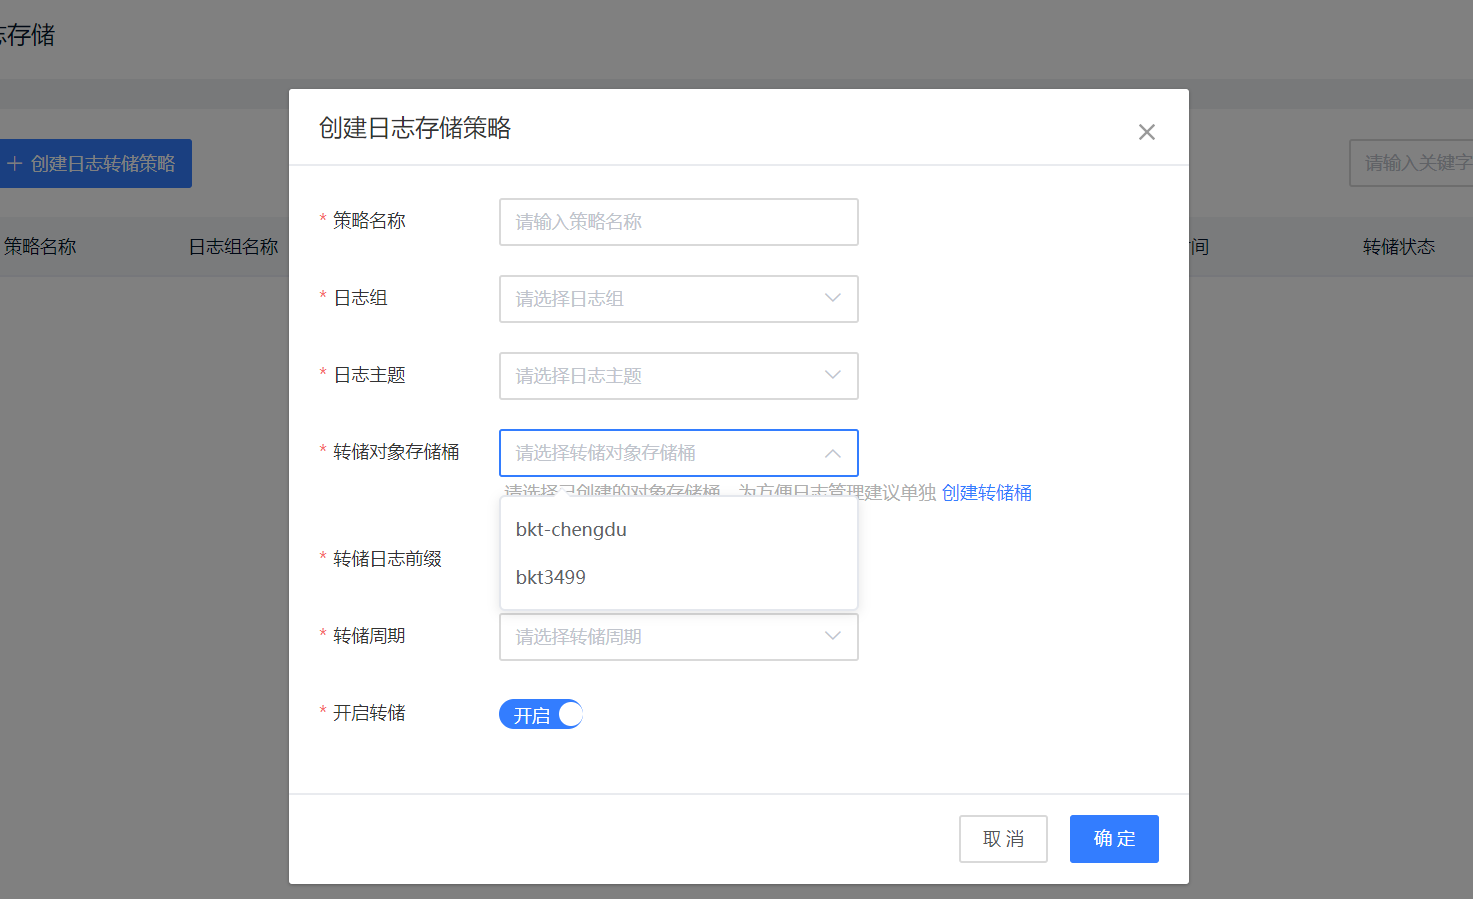 志存储
创建日志存储策略
+ 创建日志转储策略
请输入关键字
* 策略名称
请输入策略名称
策略名称
日志组名称
间
转储状态
* 日志组
请选择日志组
* 日志主题
请选择日志主题
* 转储对象存储桶
请选择转储对象存储桶
请选择已创建的对象存储桶，为方便日志管理建议单独 创建转储桶
bkt-chengdu
* 转储日志前缀
bkt3499
* 转储周期
请选择转储周期
* 开启转储
开启
取消
确定